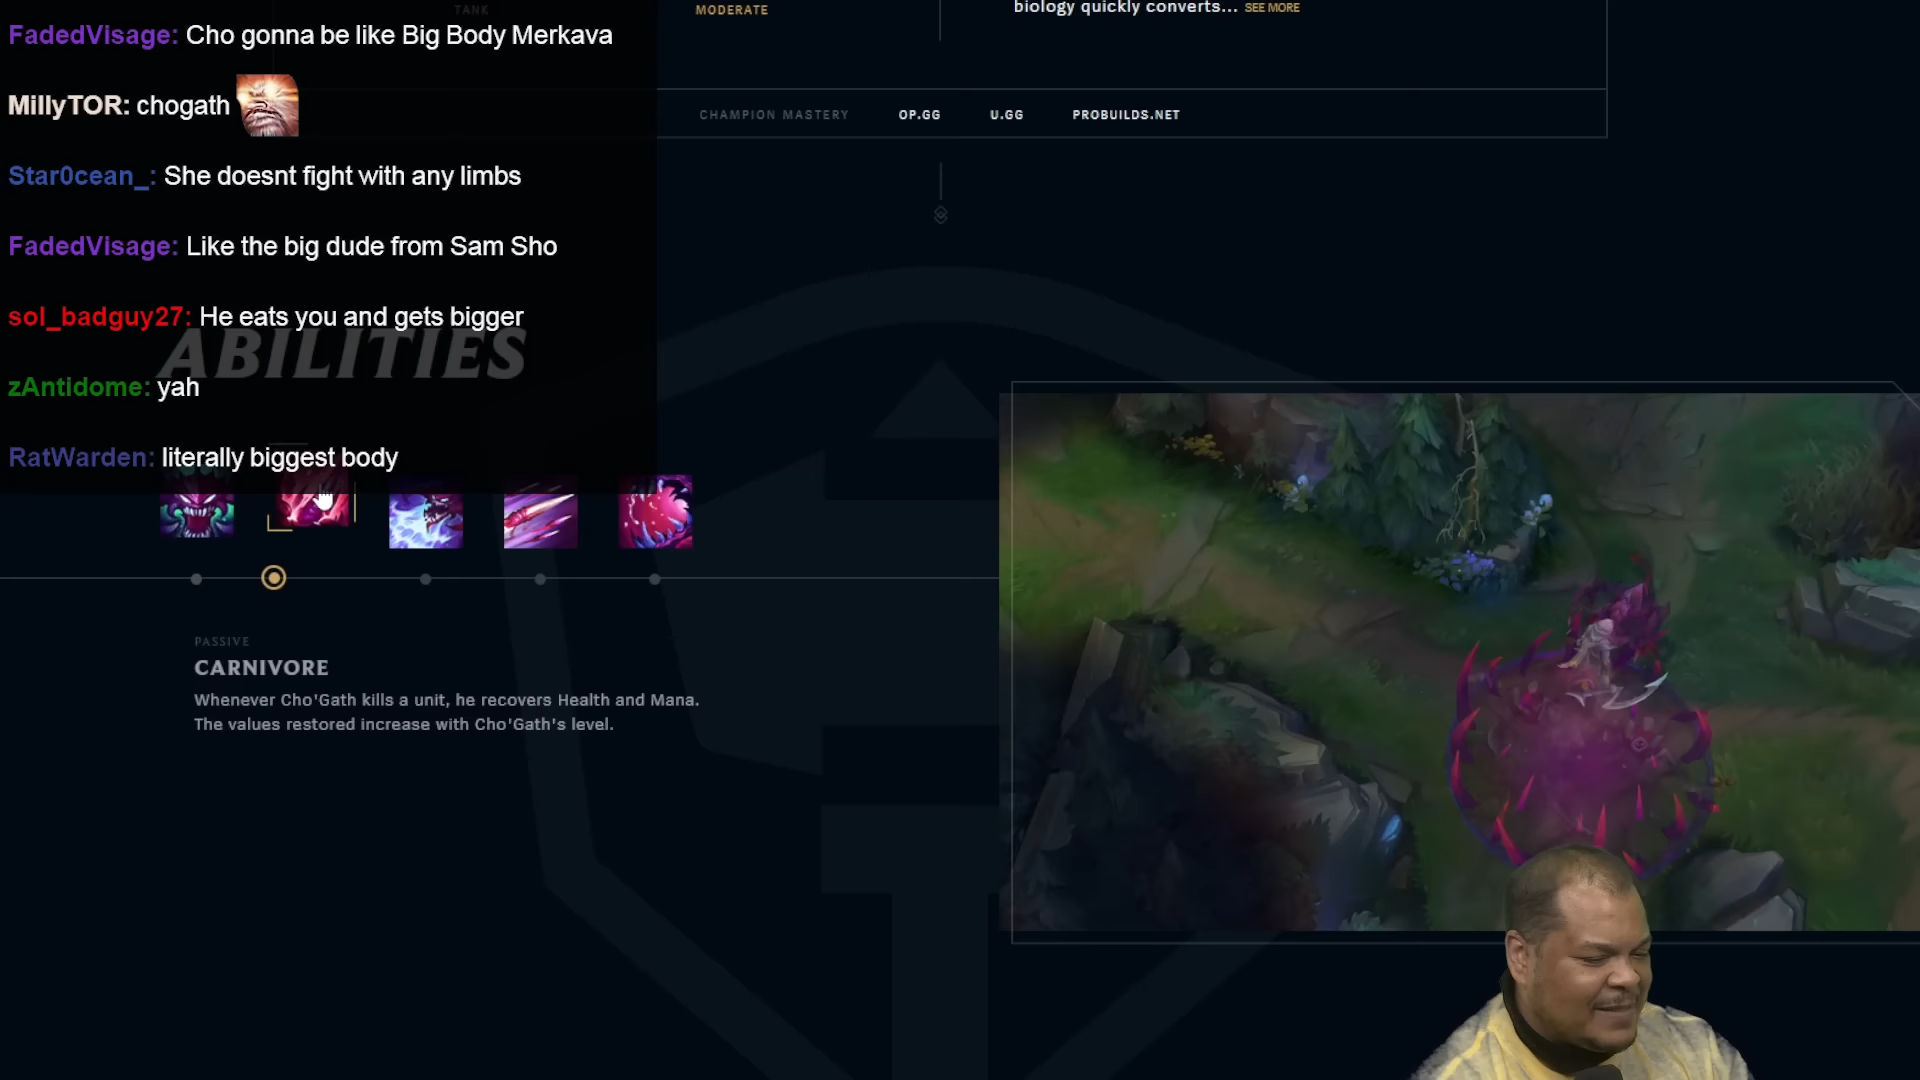 TANK
MODERATE
biology quickly converts... SEE MORE
FadedVisage: Cho gonna be like Big Body Merkava
MillyTOR: chogath
CHAMPION MASTERY OP.GG U.GG PROBUILDS.NET
Star0cean_: She doesnt fight with any limbs
FadedVisage: Like the big dude from Sam Sho
sol_badguy27: He eats you and gets bigger
ABILITIES
zAntidome: yah
RatWarden: literally biggest body
PASSIVE
CARNIVORE
Whenever Cho'Gath kills a unit, he recovers Health and Mana.
The values restored increase with Cho'Gath's level.